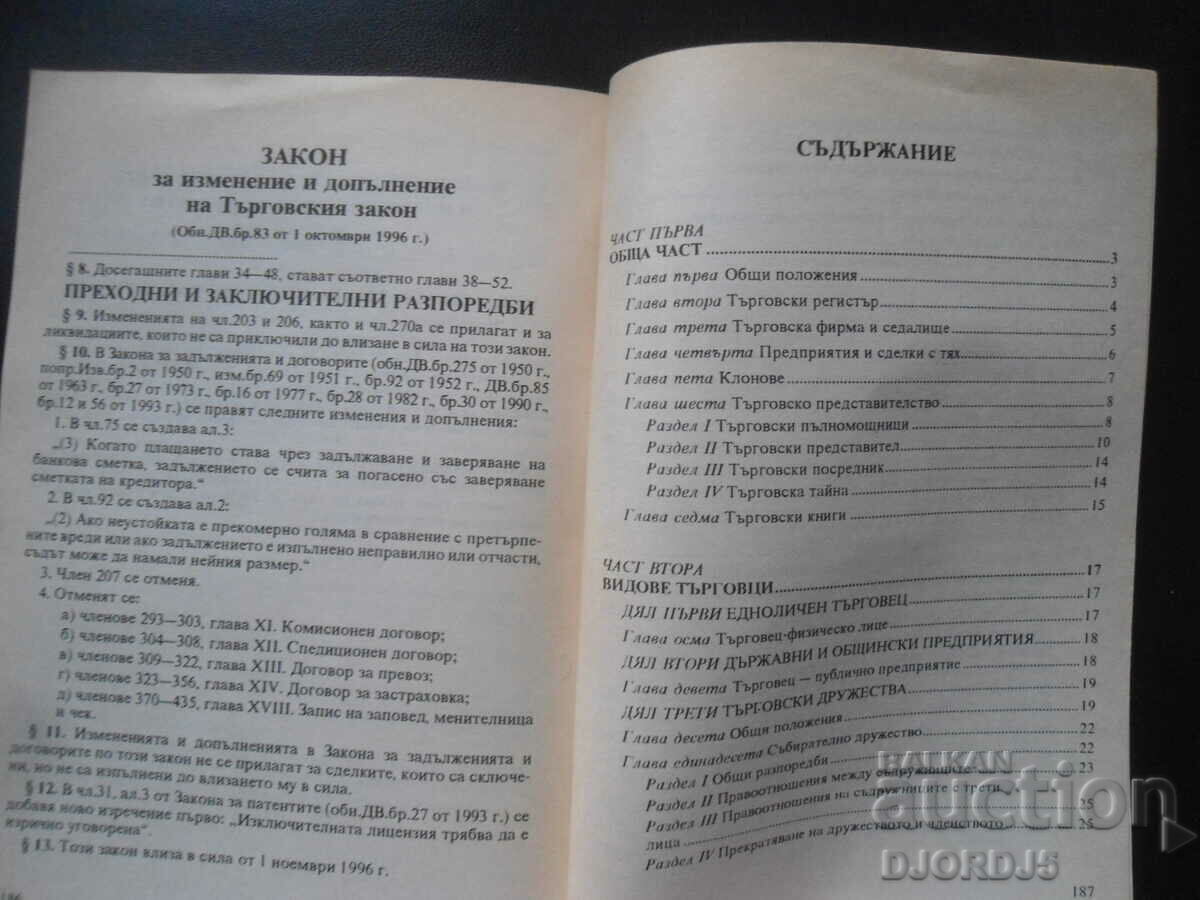 ЗАКОН
за изменение и допълнение
на Търговския закон
(Обн.ДВ.бр.83 от 1 октомври 1996 г.)
§ 8. Досегашните глави 34—48, стават съответно глави 38—52.
ПРЕХОДНИ И ЗАКЛЮЧИТЕЛНИ РАЗПОРЕДБИ
§ 9. Измененията на чл.203 и 206, както и чл.270а се прилагат и за
ликвидациите, които не са приключили до влизане в сила на този закон.
§ 10. В Закона за задълженията и договорите (обн.ДВ.бр.275 от 1950 г.,
попр.Изв.бр.2 от 1950 г., изм.бр.69 от 1951 г., бр.92 от 1952 г., ДВ.бр.85
от 1963 г., бр.27 от 1973 г., бр.16 от 1977 г., бр.28 от 1982 г., бр.30 от 1990 г.,
бр.12 и 56 от 1993 г.) се правят следните изменения и допълнения:
1. В чл.75 се създава ал.3:
„(3) Когато плащането става чрез задължаване и заверяване на
банкова сметка, задължението се счита за погасено със заверяване
сметката на кредитора.“
2. В чл.92 се създава ал.2:
„(2) Ако неустойката е прекомерно голяма в сравнение с претърпе-
ните вреди или ако задължението е изпълнено неправилно или отчасти,
съдът може да намали нейния размер.“
3. Член 207 се отменя.
4. Отменят се:
а) членове 293—303, глава XI. Комисионен договор;
б) членове 304—308, глава XII. Спедиционен договор;
в) членове 309—322, глава XIII. Договор за превоз;
г) членове 323—356, глава XIV. Договор за застраховка;
д) членове 370—435, глава XVIII. Запис на заповед, менителница
и чек.
§ 11. Измененията и допълненията в Закона за задълженията и
договорите по този закон не се прилагат за сделките, които са сключе-
ни, но не са изпълнени до влизането му в сила.
§ 12. В чл.31, ал.3 от Закона за патентите (обн.ДВ.бр.27 от 1993 г.) се
добавя ново изречение първо: „Изключителната лицензия трябва да е
изрично уговорена“.
§ 13. Този закон влиза в сила от 1 ноември 1996 г.
186
СЪДЪРЖАНИЕ
ЧАСТ ПЪРВА
ОБЩА ЧАСТ 3
Глава първа Общи положения 3
Глава втора Търговски регистър 4
Глава трета Търговска фирма и седалище 5
Глава четвърта Предприятия и сделки с тях 6
Глава пета Клонове 7
Глава шеста Търговско представителство 8
Раздел I Търговски пълномощници 8
Раздел II Търговски представител 10
Раздел III Търговски посредник 14
Раздел IV Търговска тайна 14
Глава седма Търговски книги 15
ЧАСТ ВТОРА
ВИДОВЕ ТЪРГОВЦИ 17
ДЯЛ ПЪРВИ ЕДНОЛИЧЕН ТЪРГОВЕЦ 17
Глава осма Търговец-физическо лице 17
ДЯЛ ВТОРИ ДЪРЖАВНИ И ОБЩИНСКИ ПРЕДПРИЯТИЯ 18
Глава девета Търговец — публично предприятие 18
ДЯЛ ТРЕТИ ТЪРГОВСКИ ДРУЖЕСТВА 19
Глава десета Общи положения 19
Глава единадесета Събирателно дружество 22
Раздел I Общи разпоредби 22
Раздел II Правоотношения между съдружниците 23
Раздел III Правоотношения на съдружниците с трети
лица 25
Раздел IV Прекратяване на дружеството и членството 25
187
BALKAN
auction
DJORDJ5